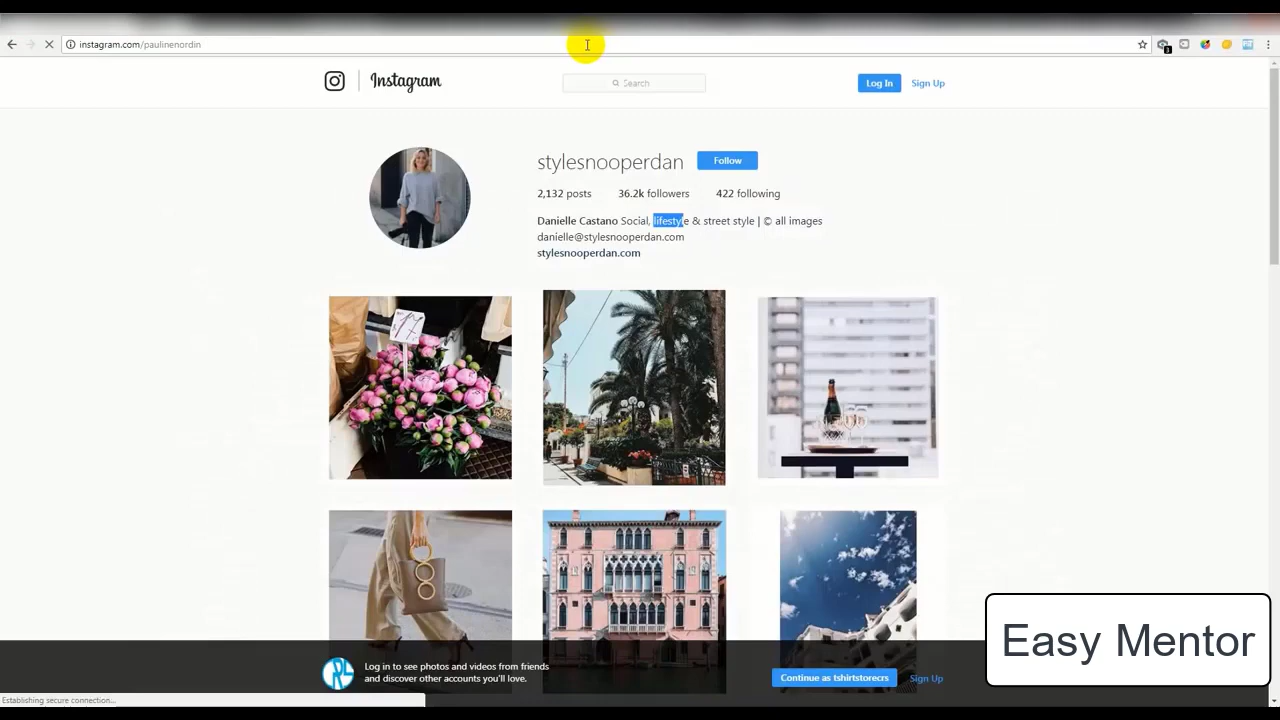 instagram.com/paulinenordin
3
Instagram
Search
Log In
Sign Up
stylesnooperdan
Follow
2,132 posts
36.2k followers
422 following
Danielle Castano Social, lifestyle & street style | © all images
danielle@stylesnooperdan.com
stylesnooperdan.com
Log in to see photos and videos from friends
and discover other accounts you'll love.
Continue as tshirtstorecrs
Sign Up
Easy Mentor
Establishing secure connection...